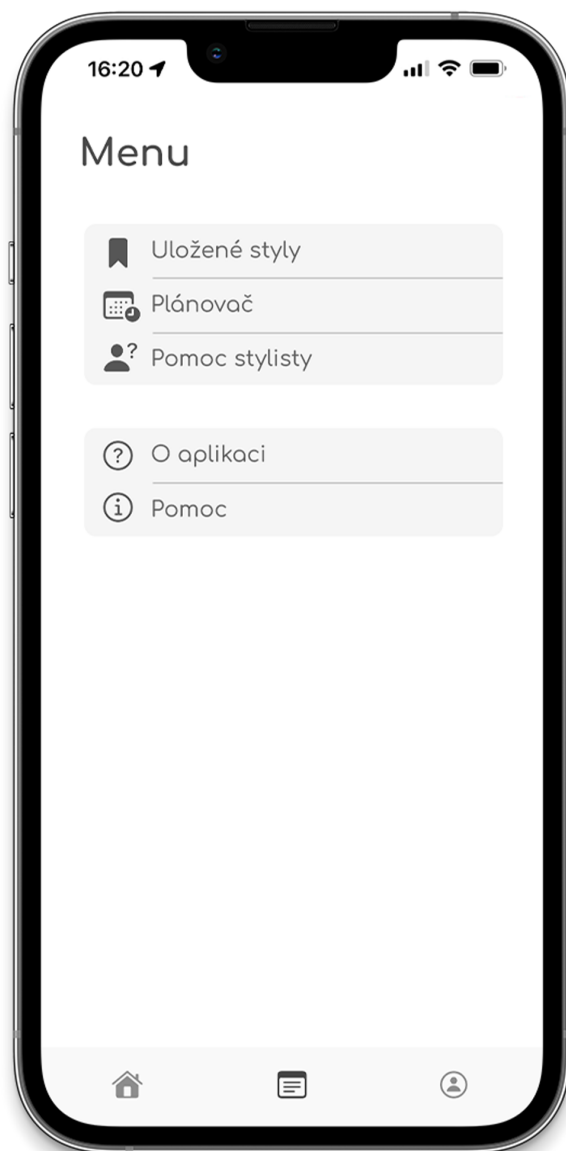 16:20
Menu
Uložené styly
Plánovač
Pomoc stylisty
O aplikaci
Pomoc